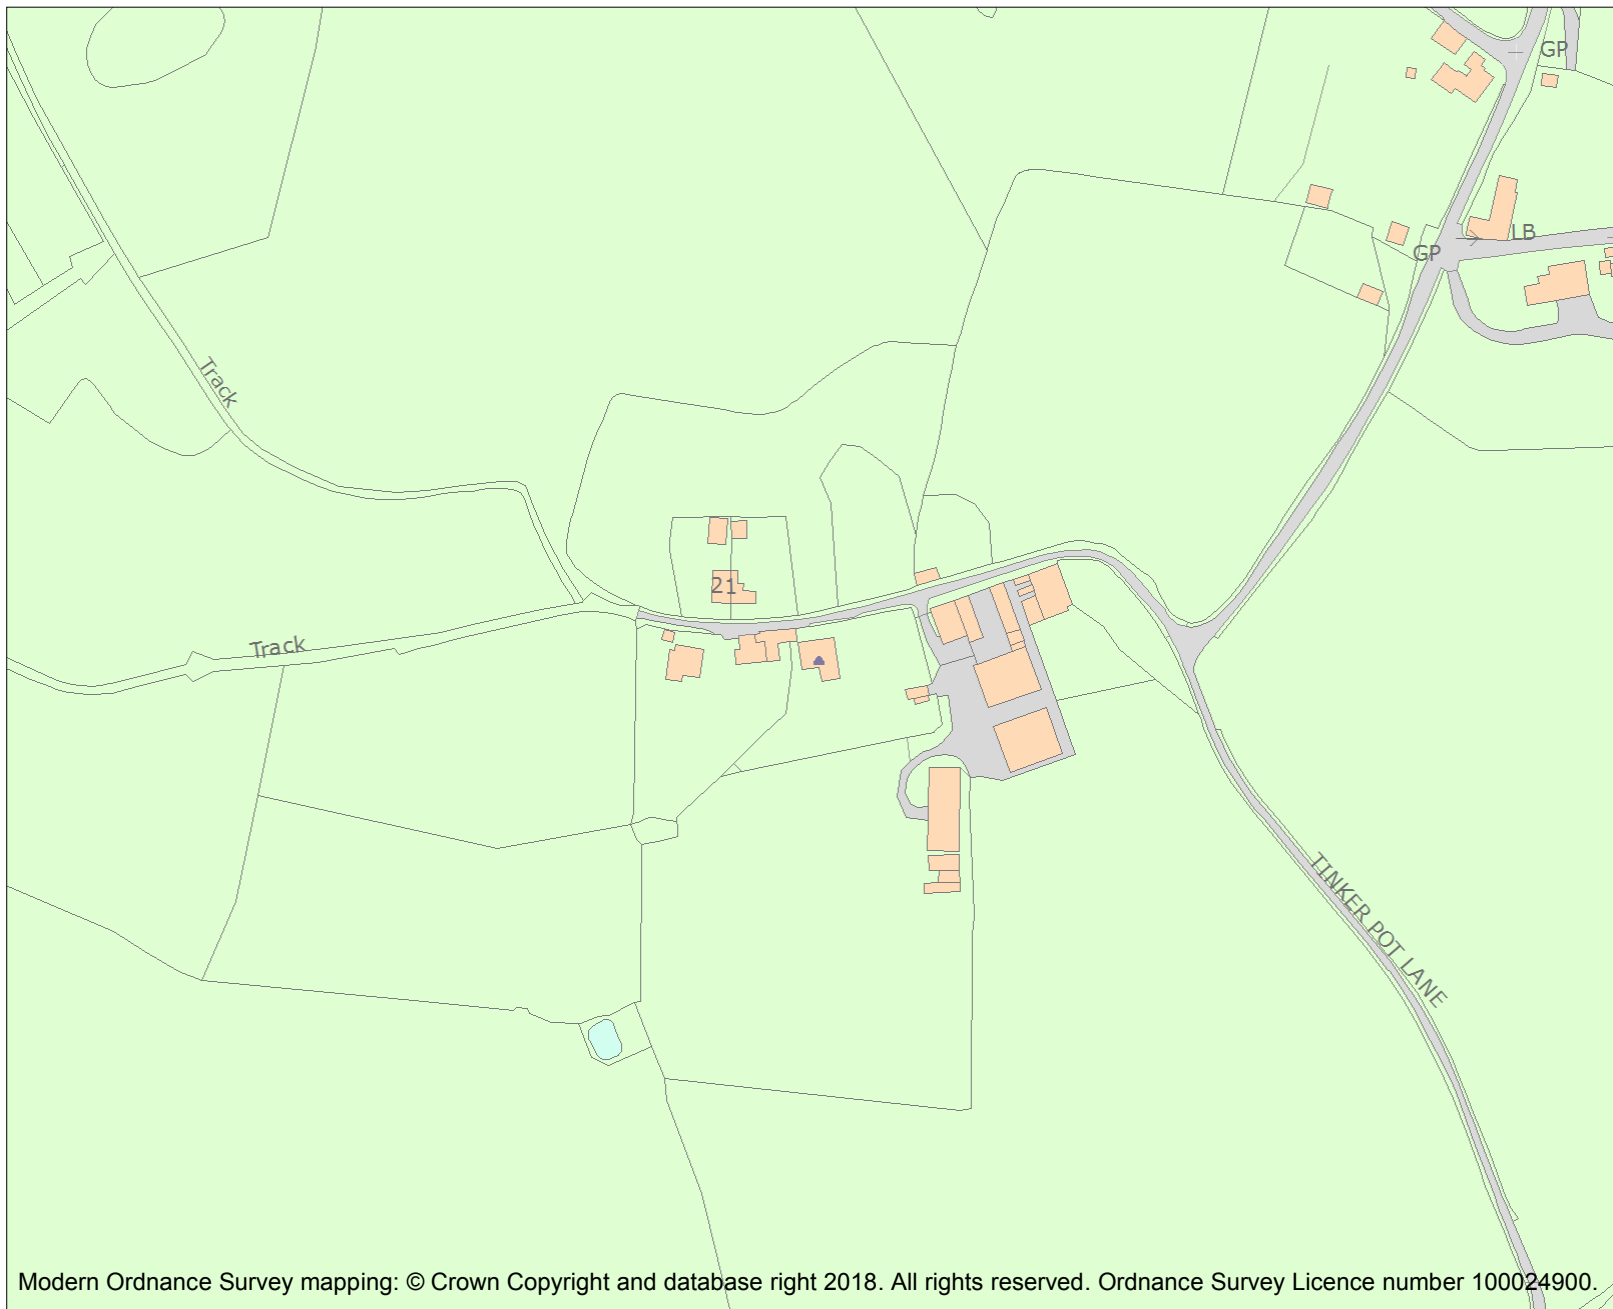 GP
LB
GP
Track
21
Track
TINKER POT LANE
Modern Ordnance Survey mapping: © Crown Copyright and database right 2018. All rights reserved. Ordnance Survey Licence number 100024900.